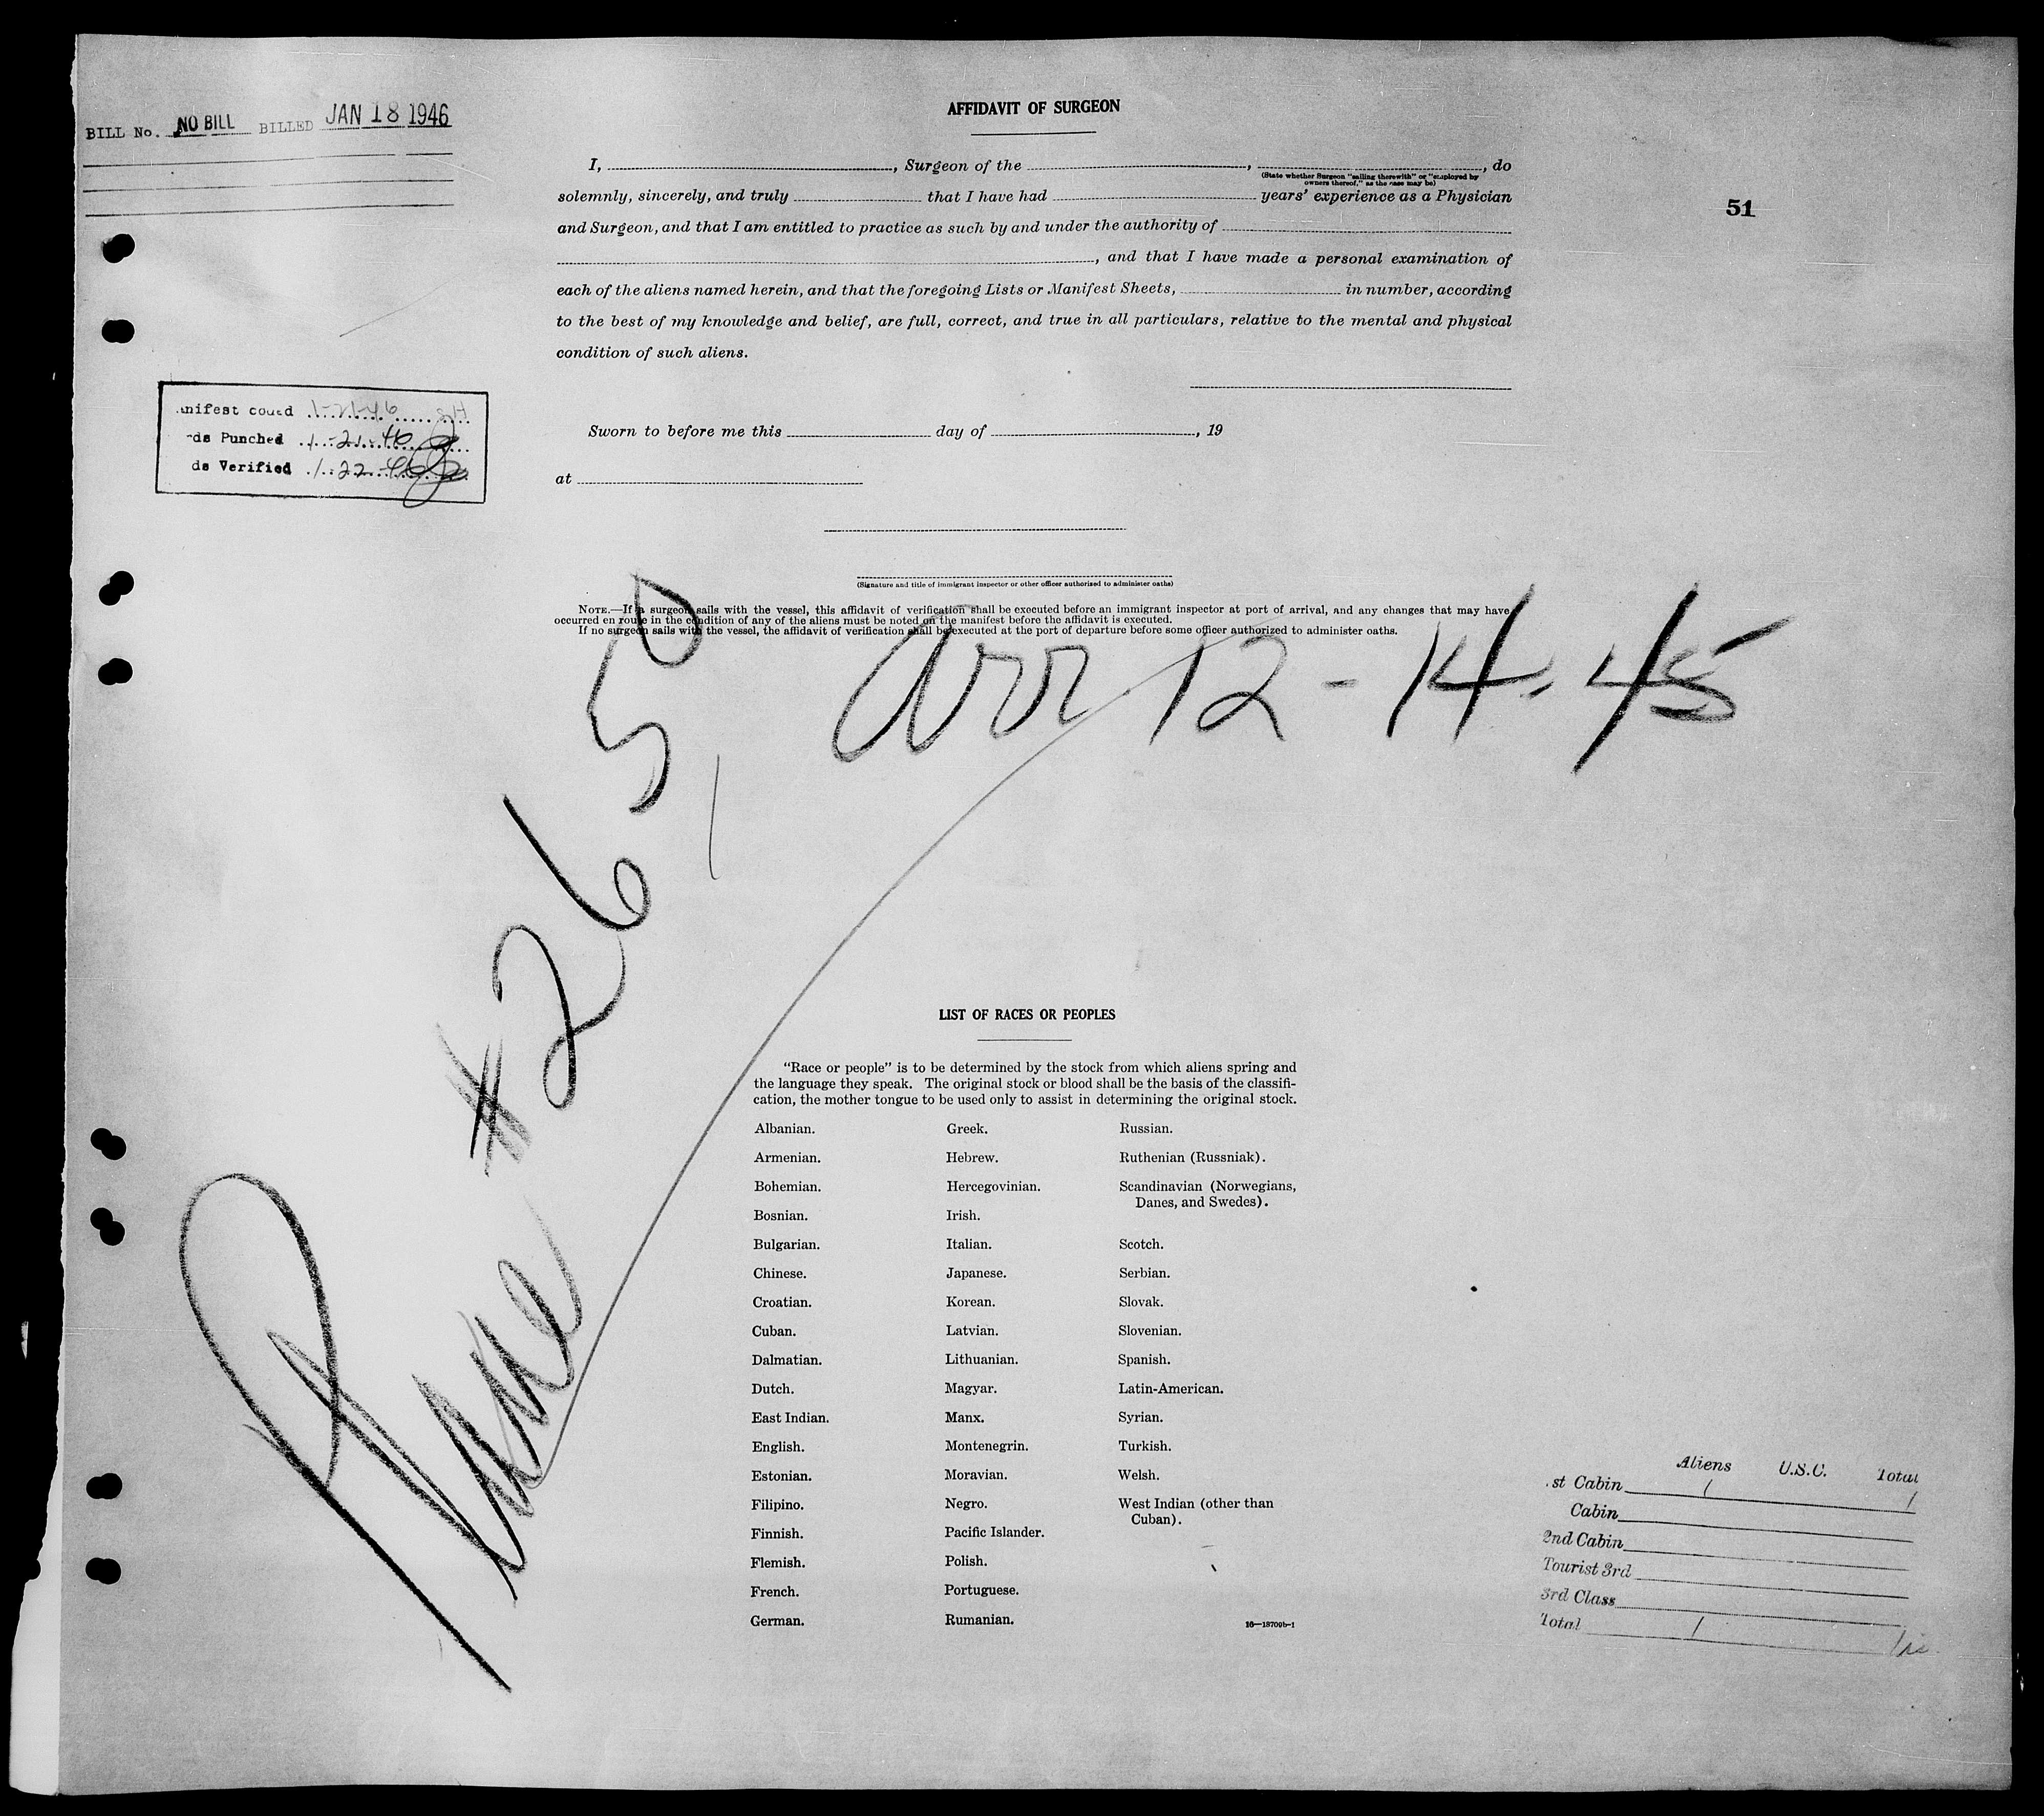 BILL No. NO BILL BILLED JAN 18 1946
AFFIDAVIT OF SURGEON
I, , Surgeon of the , , do
(State whether Surgeon "sailing therewith" or "employed by
owners thereof," as the case may be)
solemnly, sincerely, and truly that I have had years' experience as a Physician
51
and Surgeon, and that I am entitled to practice as such by and under the authority of
, and that I have made a personal examination of
each of the aliens named herein, and that the foregoing Lists or Manifest Sheets, in number, according
to the best of my knowledge and belief, are full, correct, and true in all particulars, relative to the mental and physical
condition of such aliens.
nifest coded 1-21-46
ds Punched 1-21-46
ds Verified 1-22-46
Sworn to before me this day of , 19
at
(Signature and title of immigrant inspector or other officer authorized to administer oaths)
NOTE.—If a surgeon sails with the vessel, this affidavit of verification shall be executed before an immigrant inspector at port of arrival, and any changes that may have
occurred en route in the condition of any of the aliens must be noted on the manifest before the affidavit is executed.
If no surgeon sails with the vessel, the affidavit of verification shall be executed at the port of departure before some officer authorized to administer oaths.
Arr 12-14-45
Plane #2650
LIST OF RACES OR PEOPLES
"Race or people" is to be determined by the stock from which aliens spring and
the language they speak. The original stock or blood shall be the basis of the classifi-
cation, the mother tongue to be used only to assist in determining the original stock.
Albanian. Greek. Russian.
Armenian. Hebrew. Ruthenian (Russniak).
Bohemian. Hercegovinian. Scandinavian (Norwegians,
Danes, and Swedes).
Bosnian. Irish.
Bulgarian. Italian. Scotch.
Chinese. Japanese. Serbian.
Croatian. Korean. Slovak.
Cuban. Latvian. Slovenian.
Dalmatian. Lithuanian. Spanish.
Dutch. Magyar. Latin-American.
East Indian. Manx. Syrian.
English. Montenegrin. Turkish.
Estonian. Moravian. Welsh.
Filipino. Negro. West Indian (other than
Cuban).
Finnish. Pacific Islander.
Flemish. Polish.
French. Portuguese.
German. Rumanian.
16—18709b-1
Aliens U.S.C. Total
st Cabin 1 1
Cabin
2nd Cabin
Tourist 3rd
3rd Class
Total 1 1